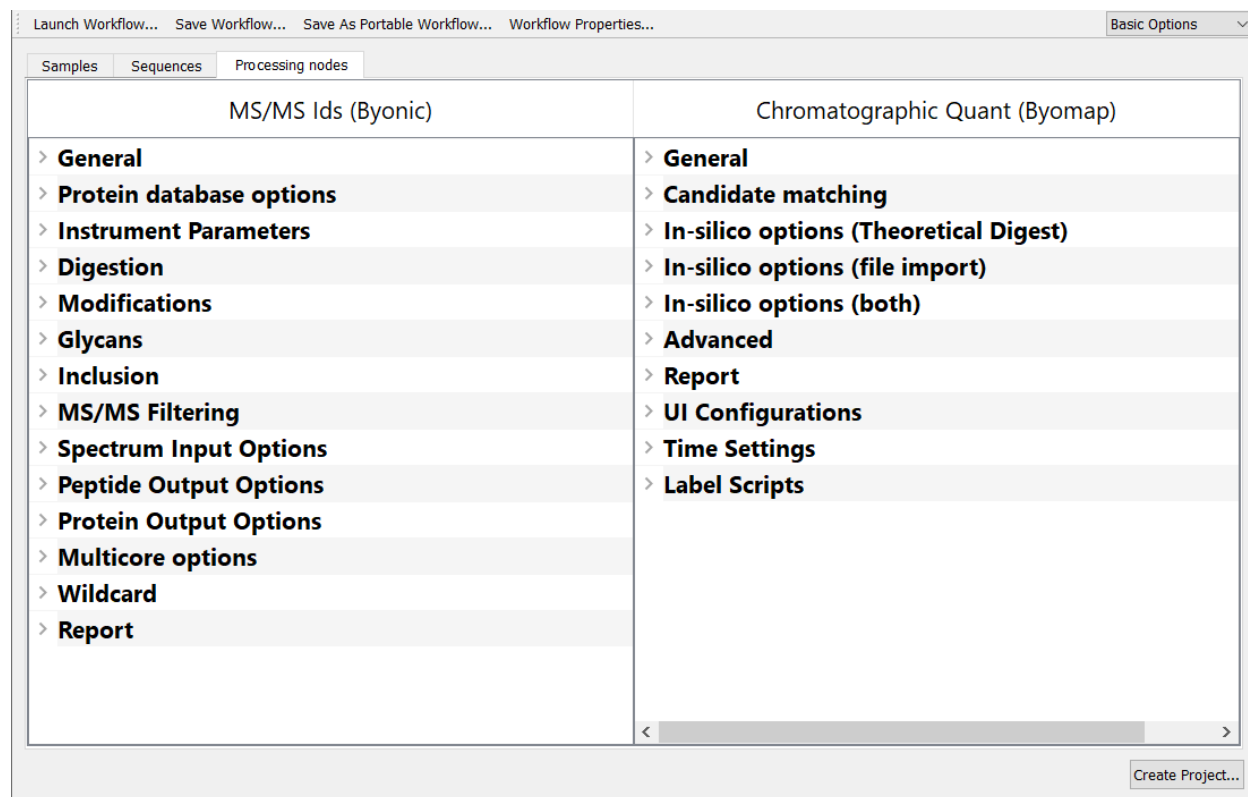 Launch Workflow... Save Workflow... Save As Portable Workflow... Workflow Properties... Basic Options
Samples Sequences Processing nodes
MS/MS Ids (Byonic)
General
Protein database options
Instrument Parameters
Digestion
Modifications
Glycans
Inclusion
MS/MS Filtering
Spectrum Input Options
Peptide Output Options
Protein Output Options
Multicore options
Wildcard
Report
Chromatographic Quant (Byomap)
General
Candidate matching
In-silico options (Theoretical Digest)
In-silico options (file import)
In-silico options (both)
Advanced
Report
UI Configurations
Time Settings
Label Scripts
Create Project...